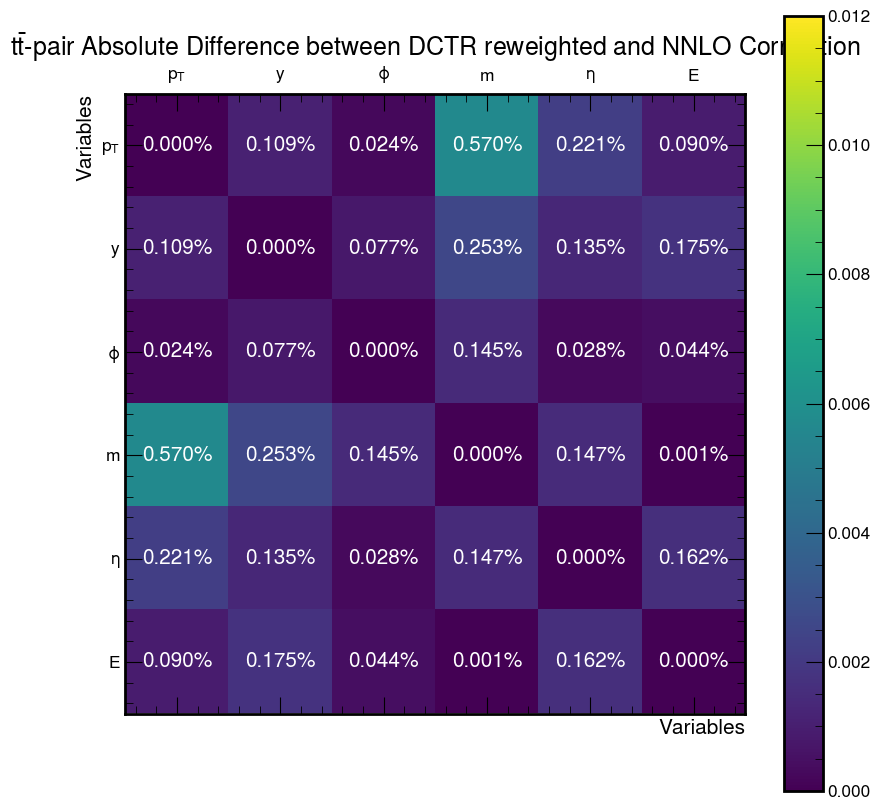 tt̄-pair Absolute Difference between DCTR reweighted and NNLO Cor ion
pT y ϕ m η E
Variables
pT 0.000% 0.109% 0.024% 0.570% 0.221% 0.090%
y 0.109% 0.000% 0.077% 0.253% 0.135% 0.175%
ϕ 0.024% 0.077% 0.000% 0.145% 0.028% 0.044%
m 0.570% 0.253% 0.145% 0.000% 0.147% 0.001%
η 0.221% 0.135% 0.028% 0.147% 0.000% 0.162%
E 0.090% 0.175% 0.044% 0.001% 0.162% 0.000%
Variables
0.012
0.010
0.008
0.006
0.004
0.002
0.000